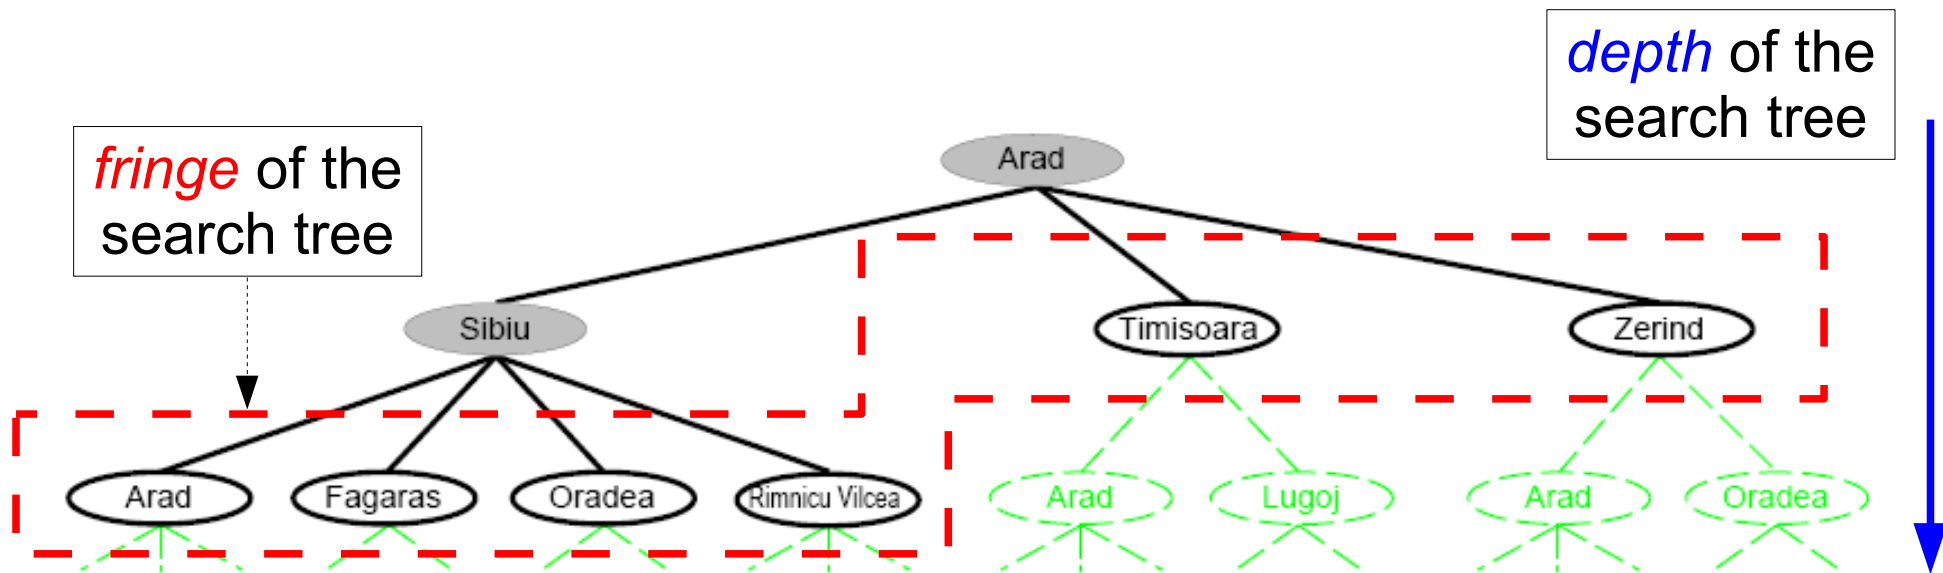 depth of the
search tree
fringe of the
search tree
Arad
Sibiu
Timisoara
Zerind
Arad
Fagaras
Oradea
Rimnicu Vilcea
Arad
Lugoj
Arad
Oradea